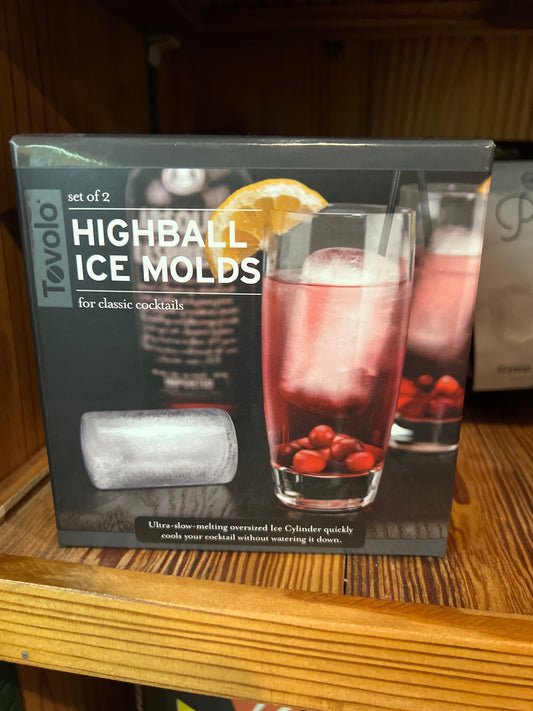 Tovolo
set of 2
HIGHBALL
ICE MOLDS
for classic cocktails
Ultra-slow-melting oversized Ice Cylinder quickly
cools your cocktail without watering it down.
Crystal